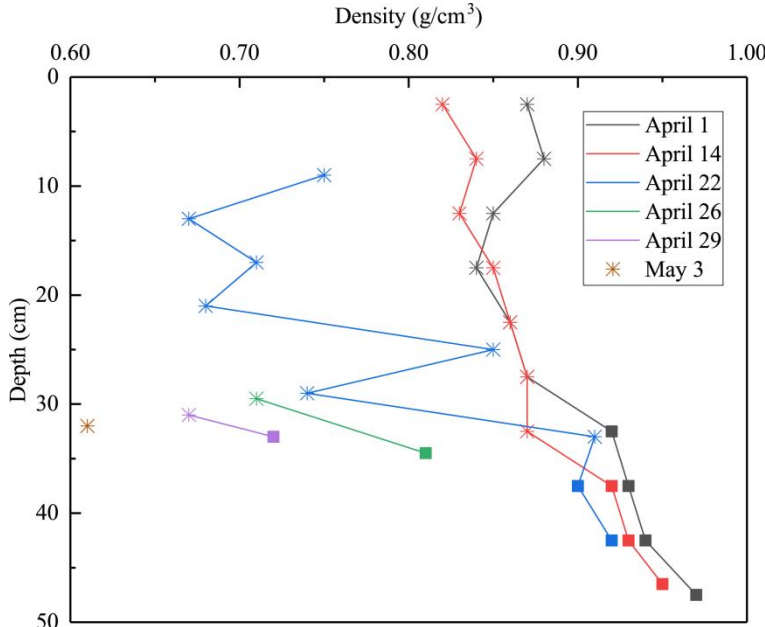 Density (g/cm³)
0.60 0.70 0.80 0.90 1.00
0
10
20
30
40
50
Depth (cm)
April 1
April 14
April 22
April 26
April 29
May 3